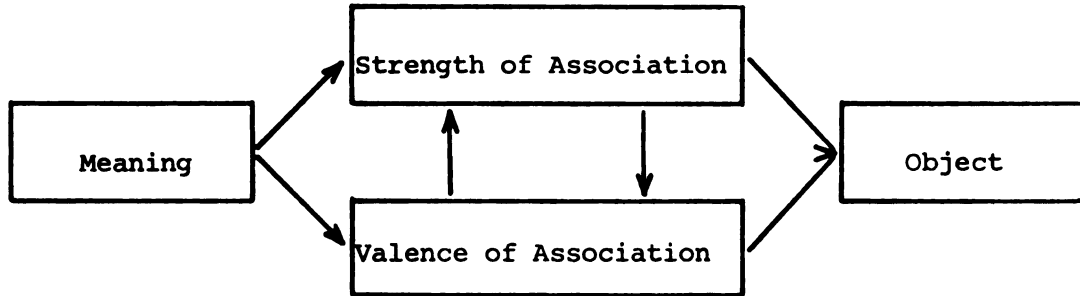 Strength of Association
Meaning
Object
Valence of Association